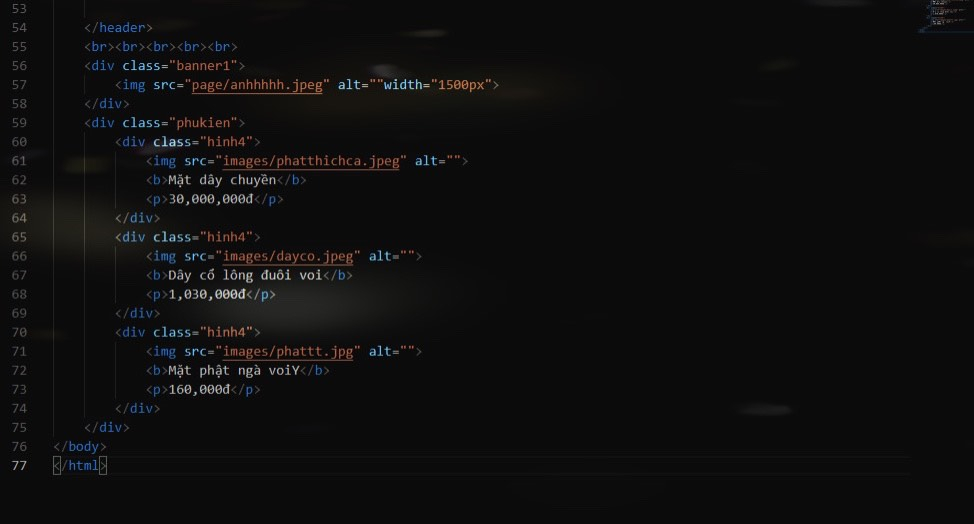 53
54 </header>
55 <br><br><br><br><br>
56 <div class="banner1">
57 <img src="page/anhhhhh.jpeg" alt=""width="1500px">
58 </div>
59 <div class="phukien">
60 <div class="hinh4">
61 <img src="images/phatthichca.jpeg" alt="">
62 <b>Mặt dây chuyền</b>
63 <p>30,000,000đ</p>
64 </div>
65 <div class="hinh4">
66 <img src="images/dayco.jpeg" alt="">
67 <b>Dây cổ lông đuôi voi</b>
68 <p>1,030,000đ</p>
69 </div>
70 <div class="hinh4">
71 <img src="images/phattt.jpg" alt="">
72 <b>Mặt phật ngà voiY</b>
73 <p>160,000đ</p>
74 </div>
75 </div>
76 </body>
77 </html>